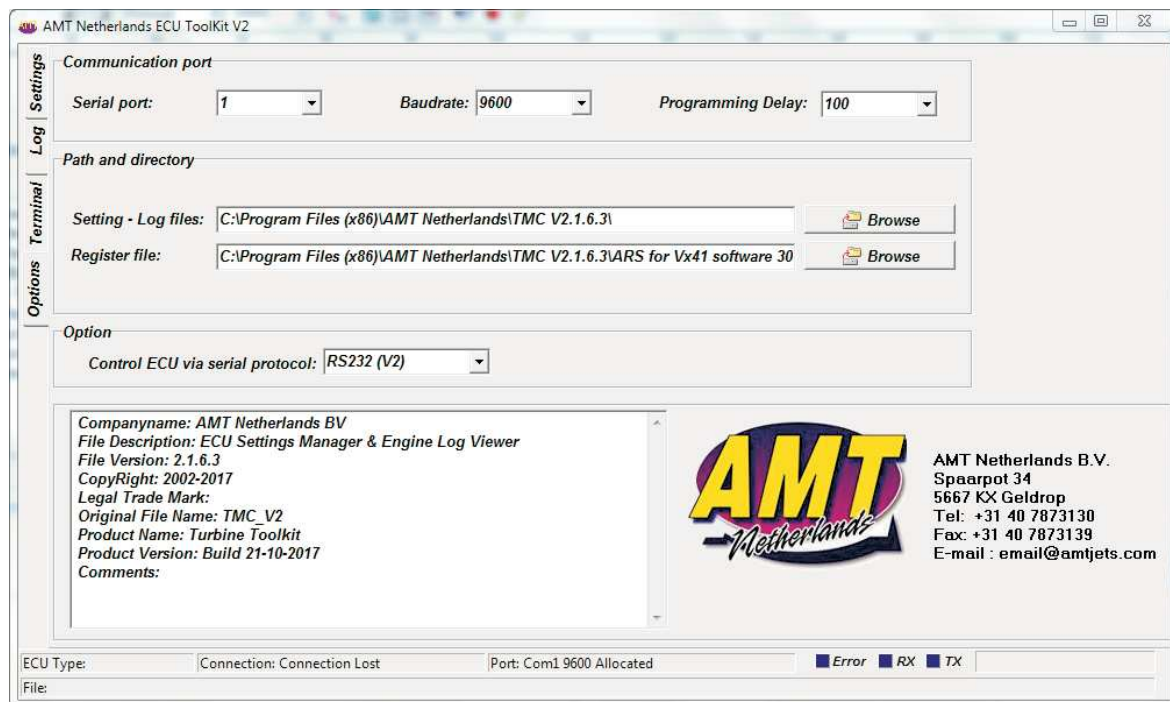 AMT Netherlands ECU ToolKit V2
Settings
Log
Terminal
Options
Communication port
Serial port: 1 Baudrate: 9600 Programming Delay: 100
Path and directory
Setting - Log files: C:\Program Files (x86)\AMT Netherlands\TMC V2.1.6.3\ Browse
Register file: C:\Program Files (x86)\AMT Netherlands\TMC V2.1.6.3\ARS for Vx41 software 30 Browse
Option
Control ECU via serial protocol: RS232 (V2)
Companyname: AMT Netherlands BV
File Description: ECU Settings Manager & Engine Log Viewer
File Version: 2.1.6.3
CopyRight: 2002-2017
Legal Trade Mark:
Original File Name: TMC_V2
Product Name: Turbine Toolkit
Product Version: Build 21-10-2017
Comments:
AMT
Netherlands
AMT Netherlands B.V.
Spaarpot 34
5667 KX Geldrop
Tel: +31 40 7873130
Fax: +31 40 7873139
E-mail : email@amtjets.com
ECU Type: Connection: Connection Lost Port: Com1 9600 Allocated Error RX TX
File: